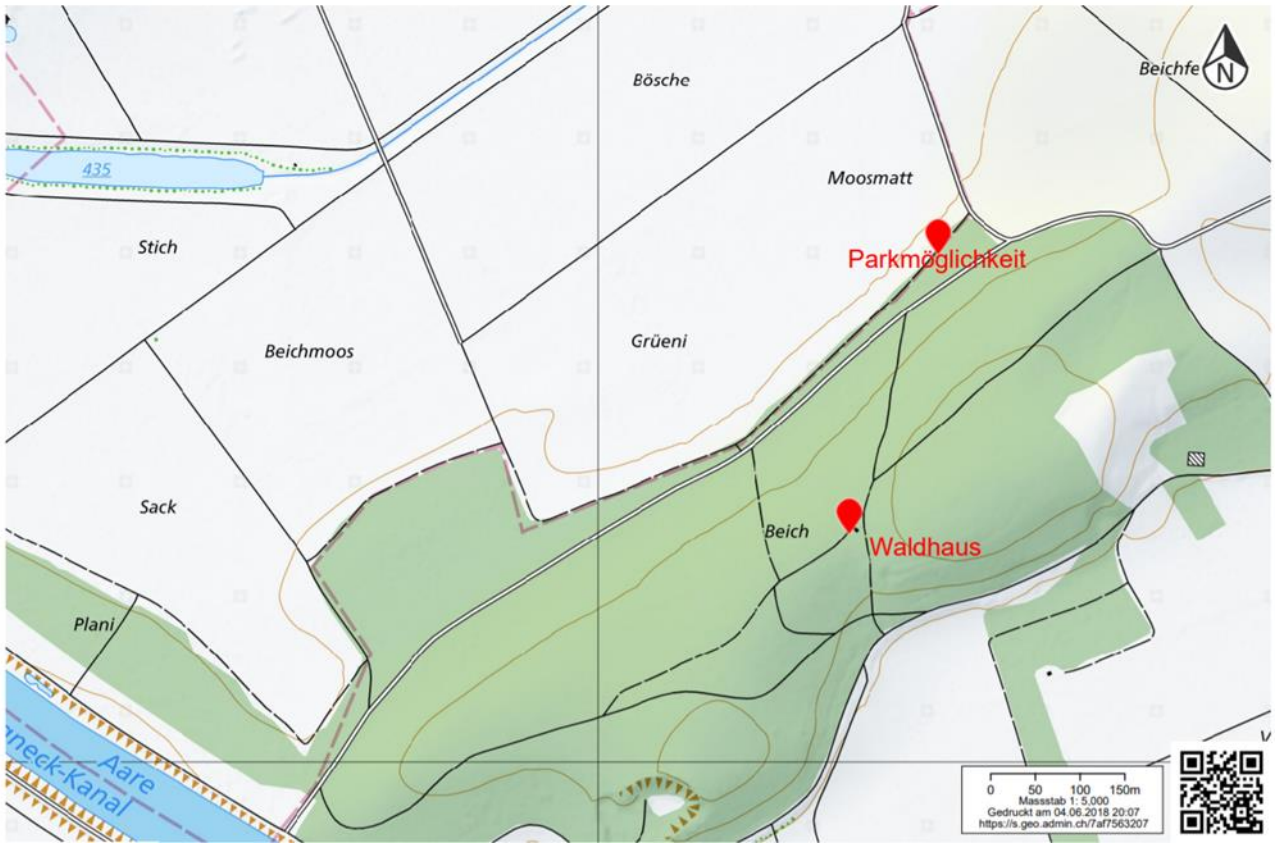 Bösche
Beichfe
N
435
Moosmatt
Stich
Parkmöglichkeit
Beichmoos
Grüeni
Sack
Beich
Waldhaus
Plani
Aare
gneck-Kanal
0 50 100 150m
Massstab 1: 5,000
Gedruckt am 04.06.2018 20:07
https://s.geo.admin.ch/7af7563207